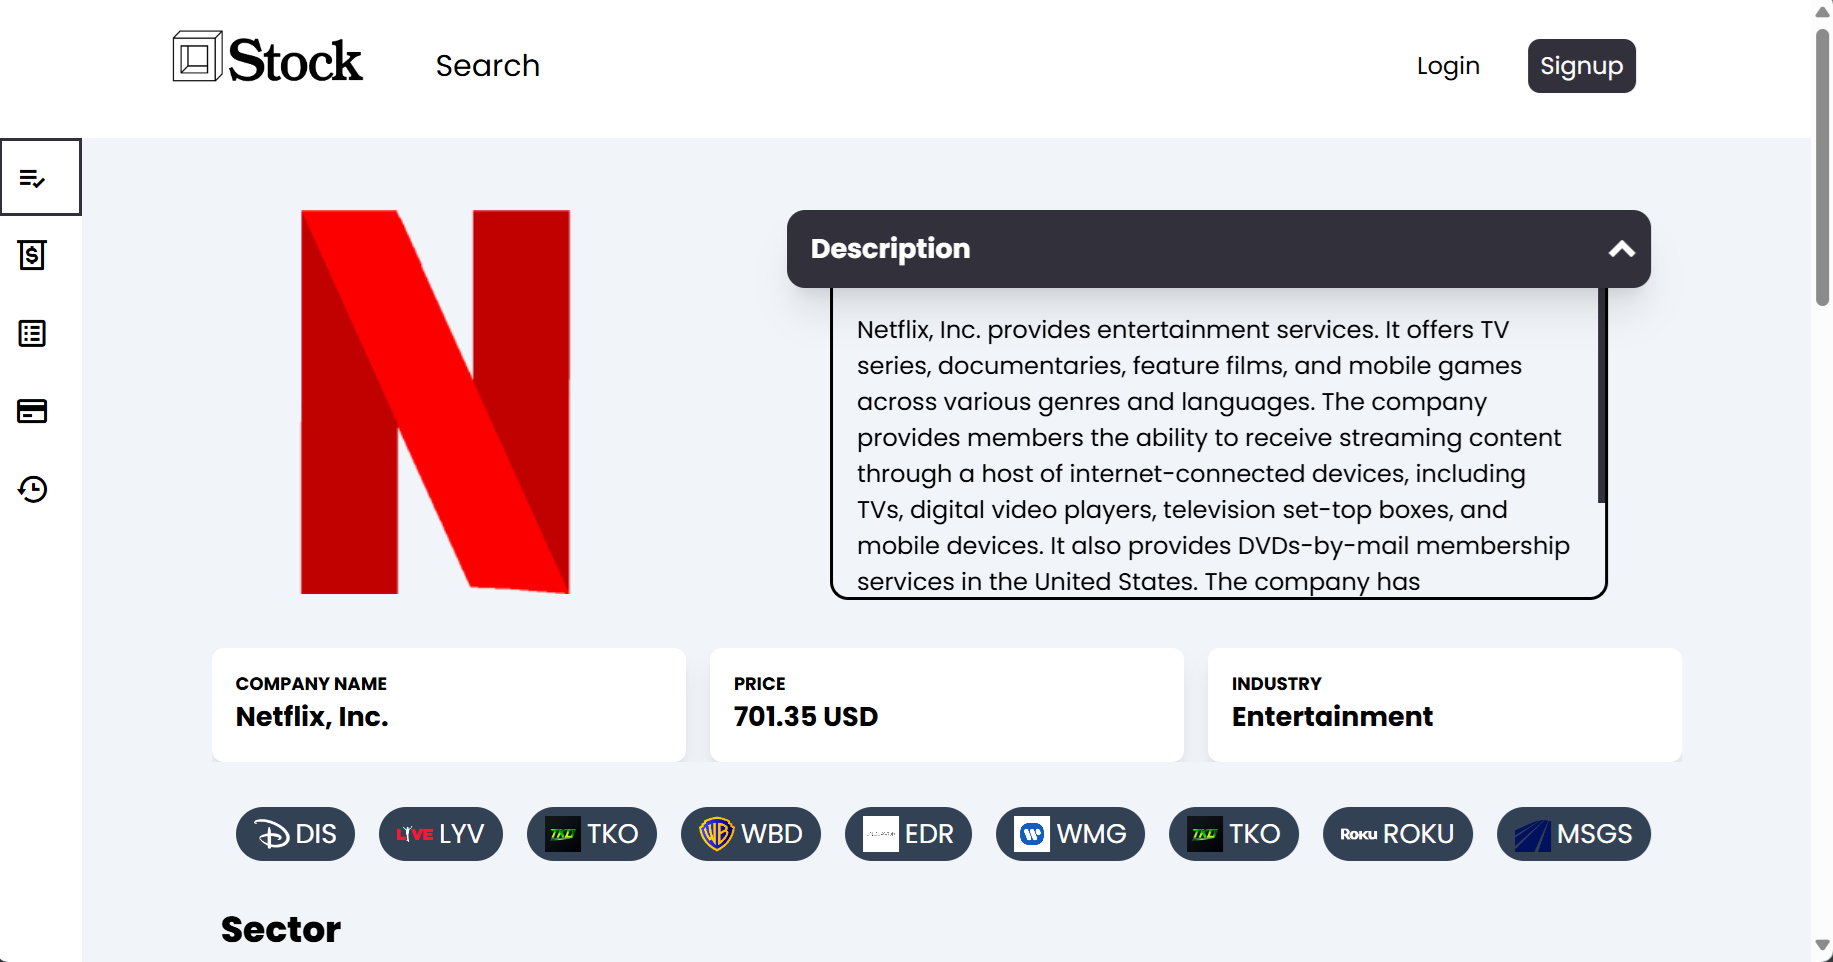 Stock
Search
Login
Signup
Description
Netflix, Inc. provides entertainment services. It offers TV
series, documentaries, feature films, and mobile games
across various genres and languages. The company
provides members the ability to receive streaming content
through a host of internet-connected devices, including
TVs, digital video players, television set-top boxes, and
mobile devices. It also provides DVDs-by-mail membership
services in the United States. The company has
COMPANY NAME
Netflix, Inc.
PRICE
701.35 USD
INDUSTRY
Entertainment
DIS
LIVE LYV
TKO TKO
WB WBD
EDR
WMG
TKO TKO
ROKU ROKU
MSGS
Sector